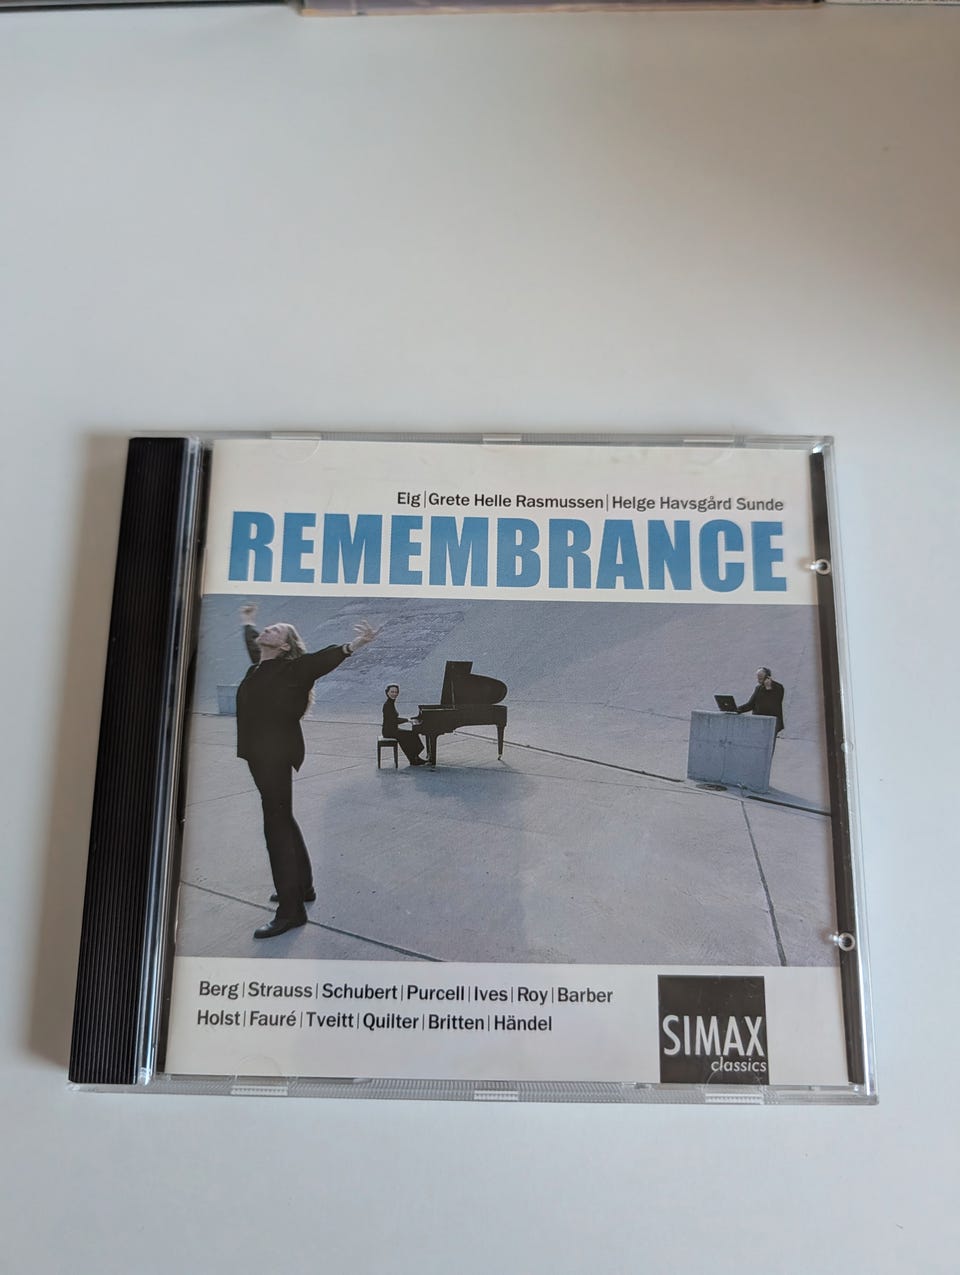 Eig|Grete Helle Rasmussen|Helge Havsgård Sunde
REMEMBRANCE
Berg|Strauss|Schubert|Purcell|Ives|Roy|Barber
Holst|Fauré|Tveitt|Quilter|Britten|Händel
SIMAX
classics